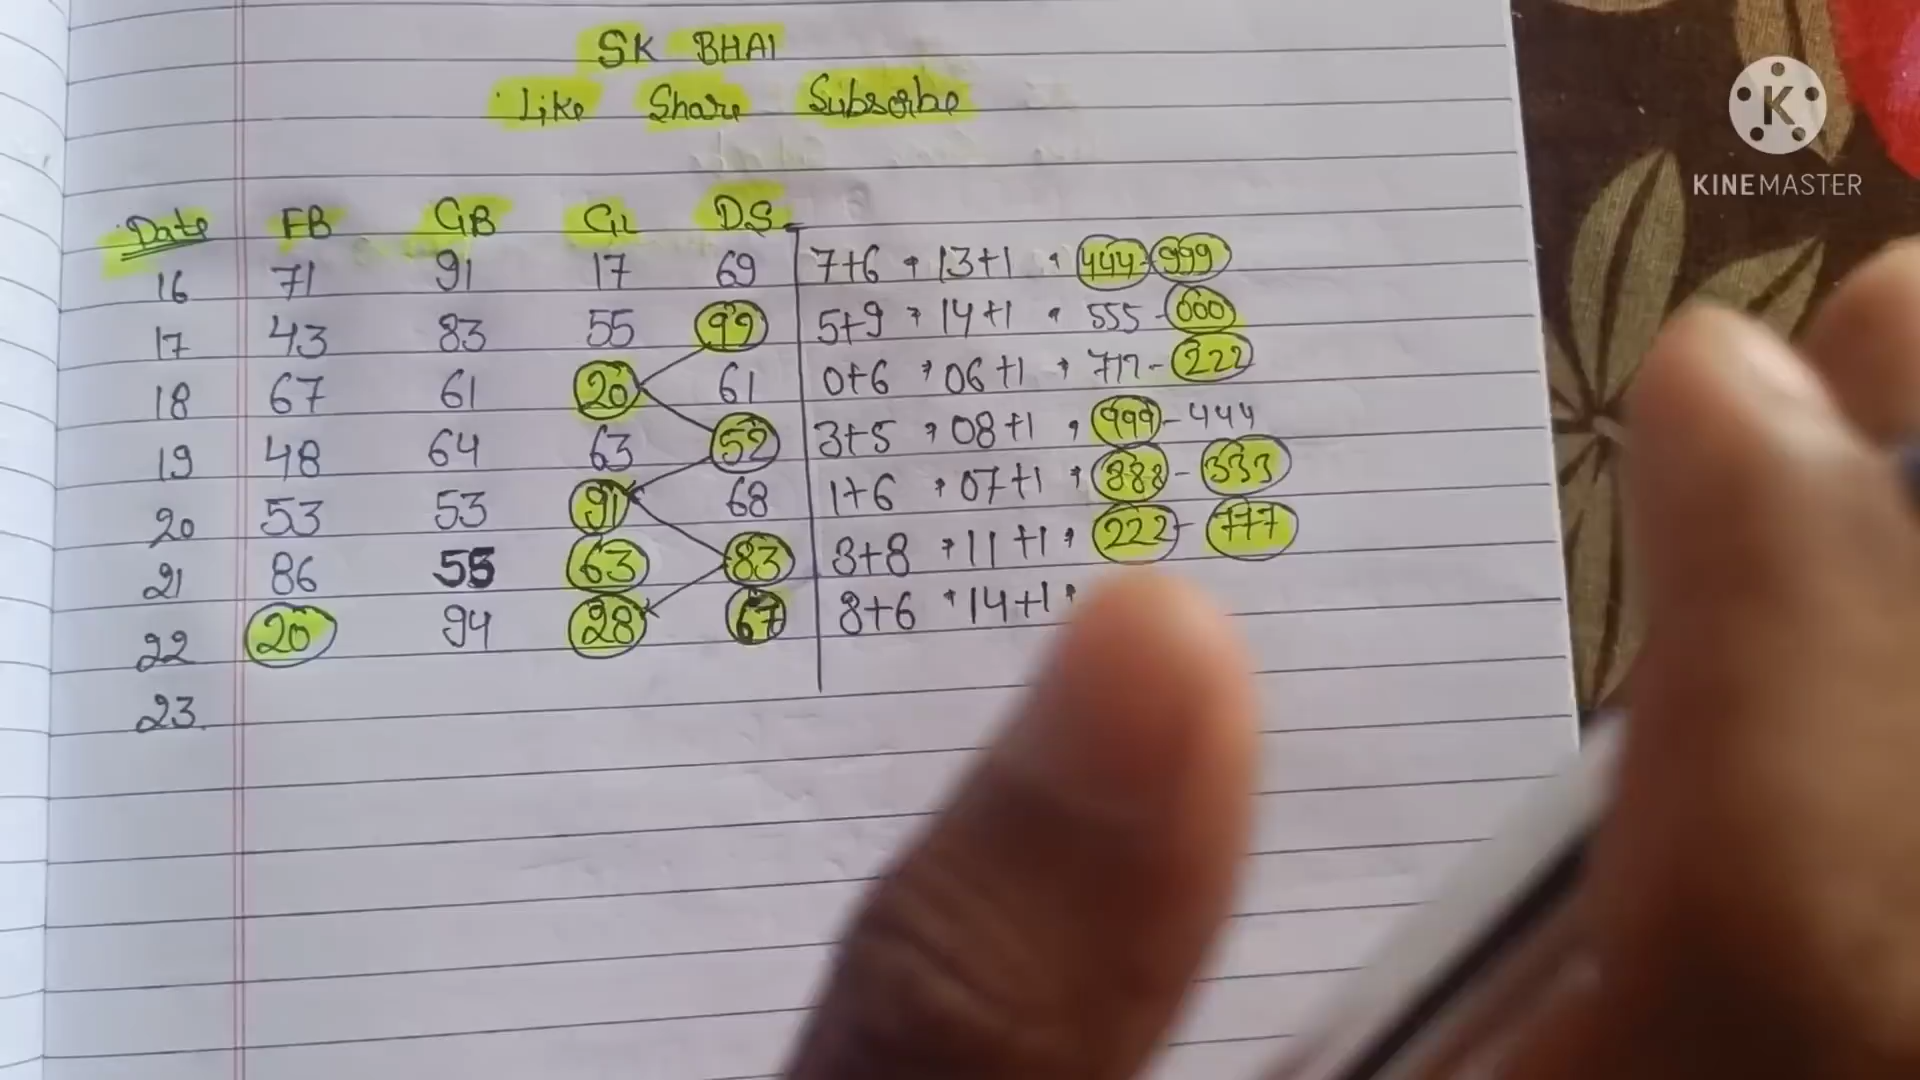 SK BHAI
Like Share Subscribe
K
KINEMASTER
Date FB GB GL DS
16 71 91 17 69 7+6 13+1 444-999
17 43 83 55 99 5+9 14+1 555-000
18 67 61 20 61 0+6 06+1 777-222
19 48 64 63 52 3+5 08+1 999-444
20 53 53 91 68 1+6 07+1 888-333
21 86 55 63 83 3+8 11+1 222-777
22 20 94 28 67 8+6 14+1
23